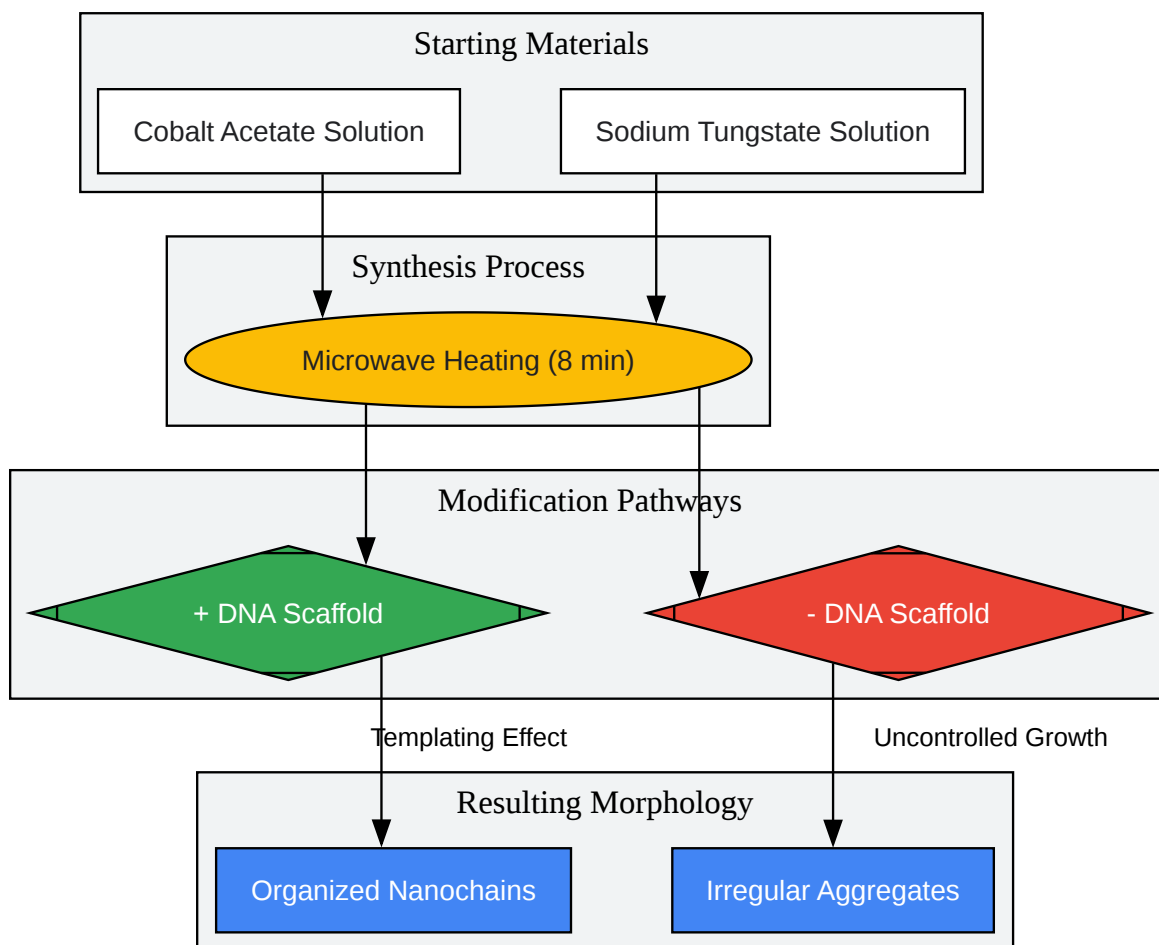 Starting Materials
Cobalt Acetate Solution
Sodium Tungstate Solution
Synthesis Process
Microwave Heating (8 min)
Modification Pathways
+ DNA Scaffold
- DNA Scaffold
Templating Effect
Uncontrolled Growth
Resulting Morphology
Organized Nanochains
Irregular Aggregates